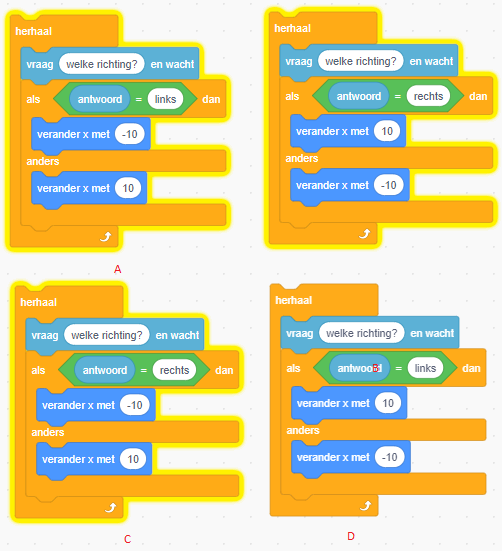 herhaal
vraag welke richting? en wacht
als antwoord = links dan
verander x met -10
anders
verander x met 10
A
herhaal
vraag welke richting? en wacht
als antwoord = rechts dan
verander x met 10
anders
verander x met -10
herhaal
vraag welke richting? en wacht
als antwoord = rechts dan
verander x met -10
anders
verander x met 10
C
herhaal
vraag welke richting? en wacht
als antwoord = links dan
B
verander x met 10
anders
verander x met -10
D